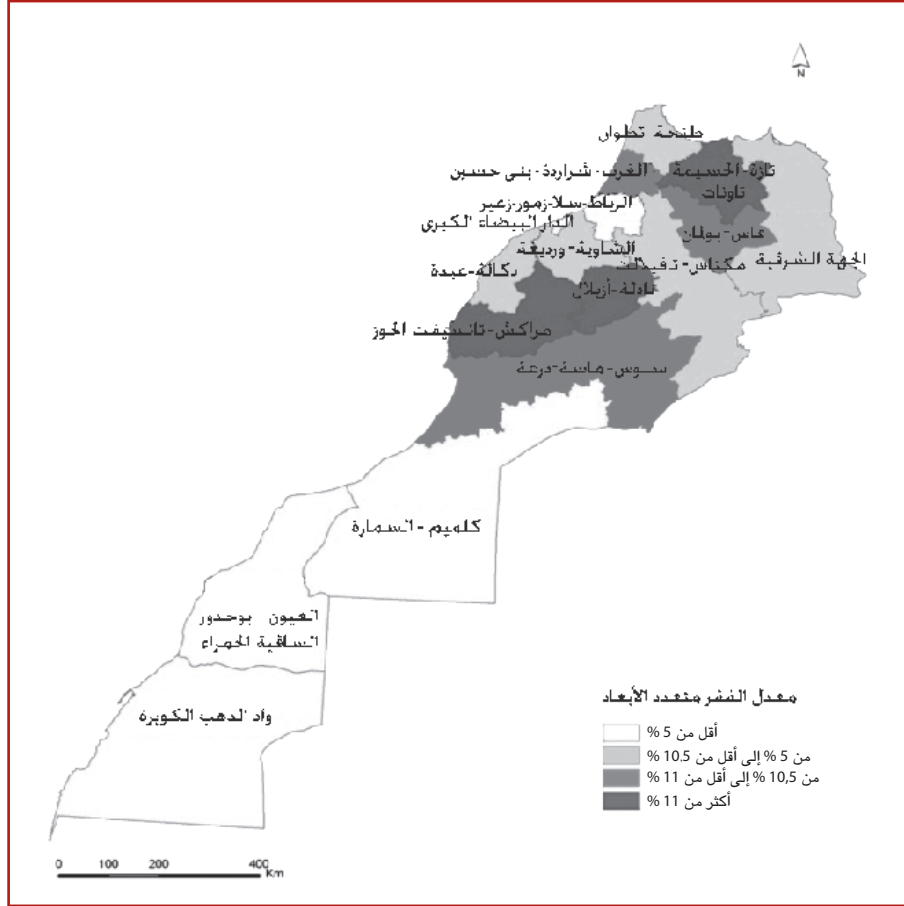 N
طنجة تطوان
الغرب - شراردة - بني حسين
تازة - الحسيمة
تاونات
الرباط-سلا-زمور-زعير
الدار البيضاء الكبرى
فاس - بولمان
الشاوية - ورديغة
مكناس - تافيلالت
الجهة الشرقية
دكالة-عبدة
تادلة-أزيلال
مراكش - تانسيفت الحوز
سوس - ماسة - درعة
كلميم - السمارة
العيون بوجدور
الساقية الحمراء
واد الدهب الكويرة
معدل الفقر متعدد الأبعاد
أقل من 5 %
من 5 % إلى أقل من 10,5 %
من 10,5 % إلى أقل من 11 %
أكثر من 11 %
0 100 200 400
Km